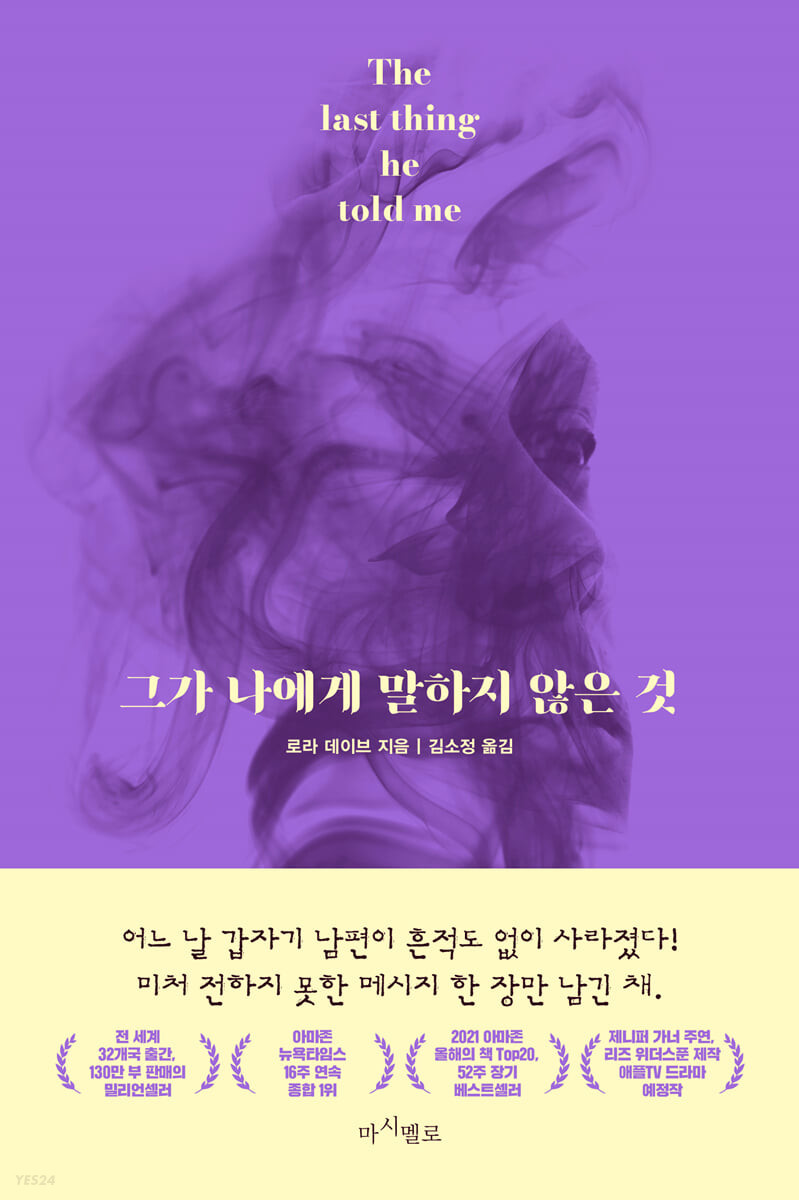 The
last thing
he
told me
그가 나에게 말하지 않은 것
로라 데이브 지음 | 김소정 옮김
어느 날 갑자기 남편이 흔적도 없이 사라졌다!
미처 전하지 못한 메시지 한 장만 남긴 채.
전 세계
32개국 출간,
130만 부 판매의
밀리언셀러
아마존
뉴욕타임스
16주 연속
종합 1위
2021 아마존
올해의 책 Top20,
52주 장기
베스트셀러
제니퍼 가너 주연,
리즈 위더스푼 제작
애플TV 드라마
예정작
마시멜로
YES24